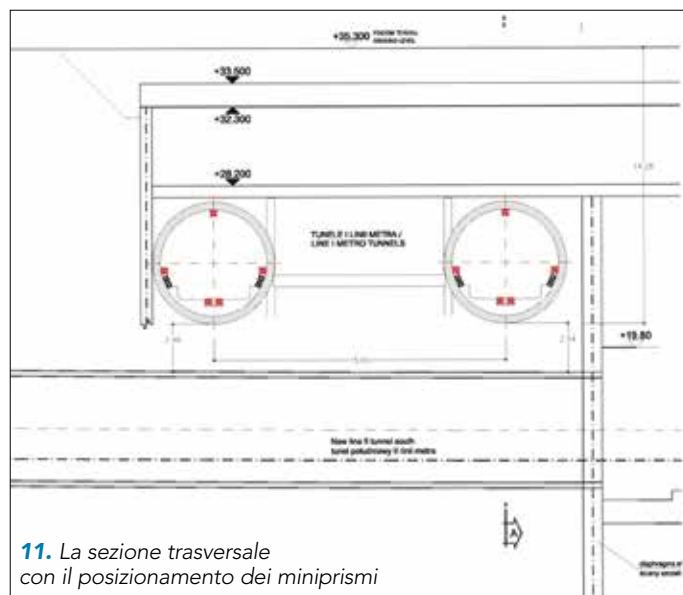 +35.300
+33.500
+32.300
+28.200
TUNELE I LINII METRA /
LINE I METRO TUNNELS
+19.80
New line II tunnel south
tunel południowy II linii metra
A
11. La sezione trasversale
con il posizionamento dei miniprismi